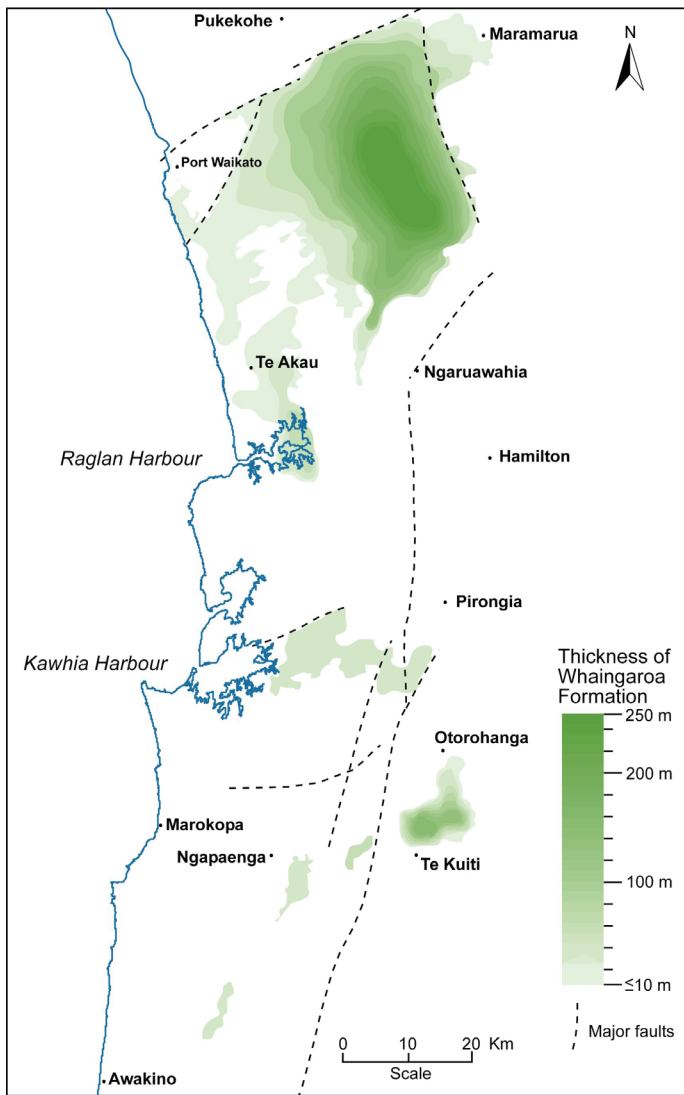 Pukekohe
Maramarua
N
Port Waikato
Te Akau
Ngaruawahia
Raglan Harbour
Hamilton
Pirongia
Kawhia Harbour
Thickness of
Whaingaroa
Formation
250 m
200 m
100 m
≤10 m
Otorohanga
Marokopa
Ngapaenga
Te Kuiti
Major faults
0 10 20 Km
Scale
Awakino